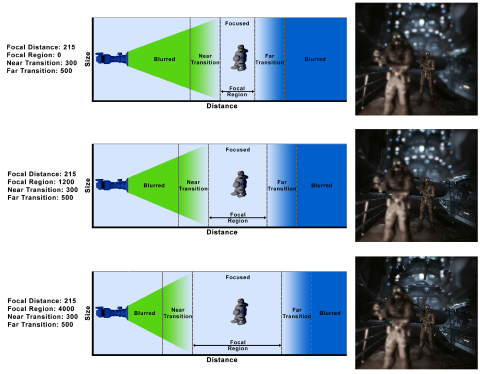 Focal Distance: 215
Focal Region: 0
Near Transition: 300
Far Transition: 500
Size
Focused
Blurred
Near
Transition
Far
Transition
Blurred
Focal
Region
Distance
Focal Distance: 215
Focal Region: 1200
Near Transition: 300
Far Transition: 500
Size
Focused
Blurred
Near
Transition
Far
Transition
Blurred
Focal
Region
Distance
Focal Distance: 215
Focal Region: 4000
Near Transition: 300
Far Transition: 500
Size
Focused
Blurred
Near
Transition
Far
Transition
Blurred
Focal
Region
Distance